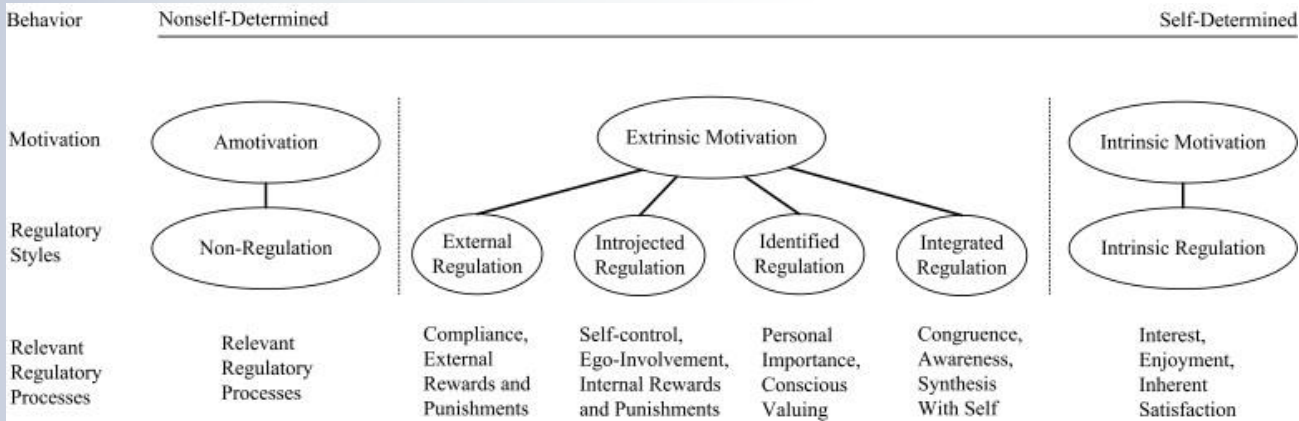 Behavior
Nonself-Determined
Self-Determined
Motivation
Amotivation
Extrinsic Motivation
Intrinsic Motivation
Regulatory
Styles
Non-Regulation
External
Regulation
Introjected
Regulation
Identified
Regulation
Integrated
Regulation
Intrinsic Regulation
Relevant
Regulatory
Processes
Relevant
Regulatory
Processes
Compliance,
External
Rewards and
Punishments
Self-control,
Ego-Involvement,
Internal Rewards
and Punishments
Personal
Importance,
Conscious
Valuing
Congruence,
Awareness,
Synthesis
With Self
Interest,
Enjoyment,
Inherent
Satisfaction